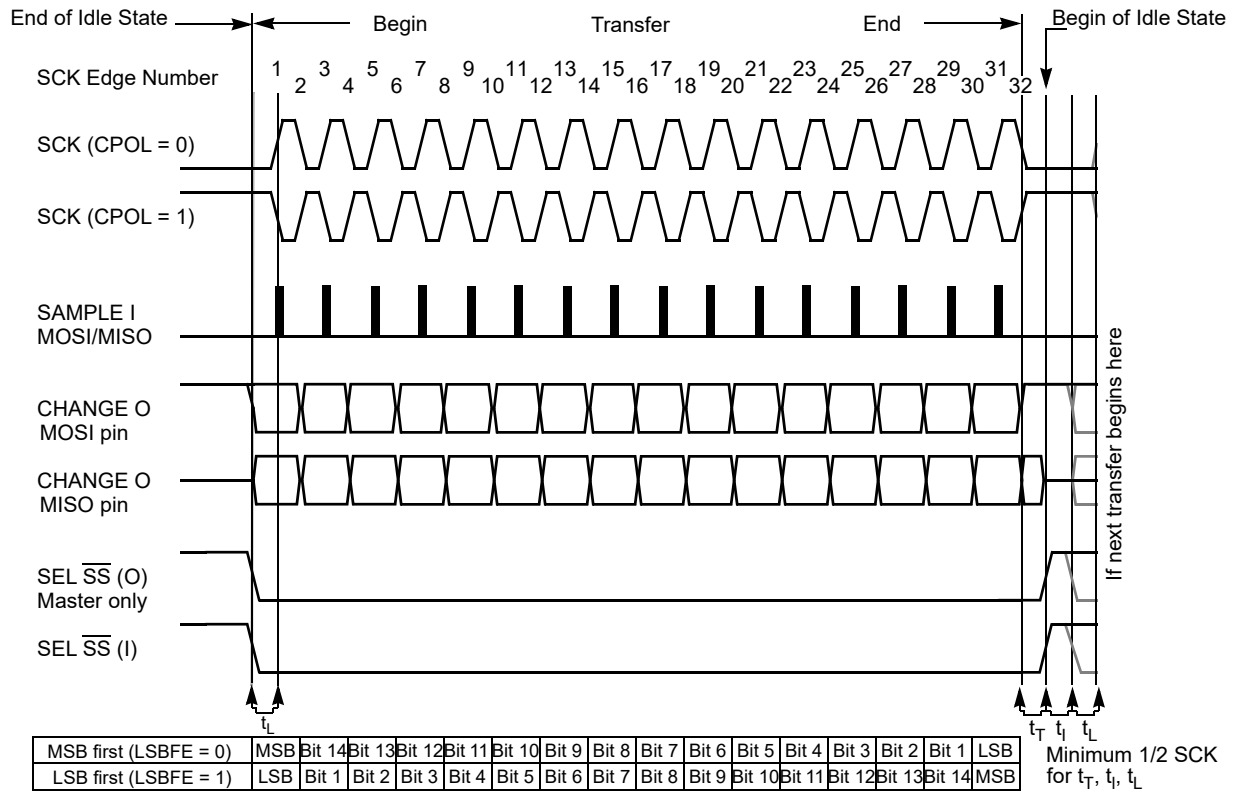 End of Idle State
Begin
Transfer
End
Begin of Idle State
SCK Edge Number
1 3 5 7 9 11 13 15 17 19 21 23 25 27 29 31
2 4 6 8 10 12 14 16 18 20 22 24 26 28 30 32
SCK (CPOL = 0)
SCK (CPOL = 1)
SAMPLE I
MOSI/MISO
CHANGE O
MOSI pin
CHANGE O
MISO pin
SEL SS (O)
Master only
SEL SS (I)
If next transfer begins here
tL
tT tI tL
MSB first (LSBFE = 0) MSB Bit 14 Bit 13 Bit 12 Bit 11 Bit 10 Bit 9 Bit 8 Bit 7 Bit 6 Bit 5 Bit 4 Bit 3 Bit 2 Bit 1 LSB
LSB first (LSBFE = 1) LSB Bit 1 Bit 2 Bit 3 Bit 4 Bit 5 Bit 6 Bit 7 Bit 8 Bit 9 Bit 10 Bit 11 Bit 12 Bit 13 Bit 14 MSB
Minimum 1/2 SCK
for tT, tI, tL